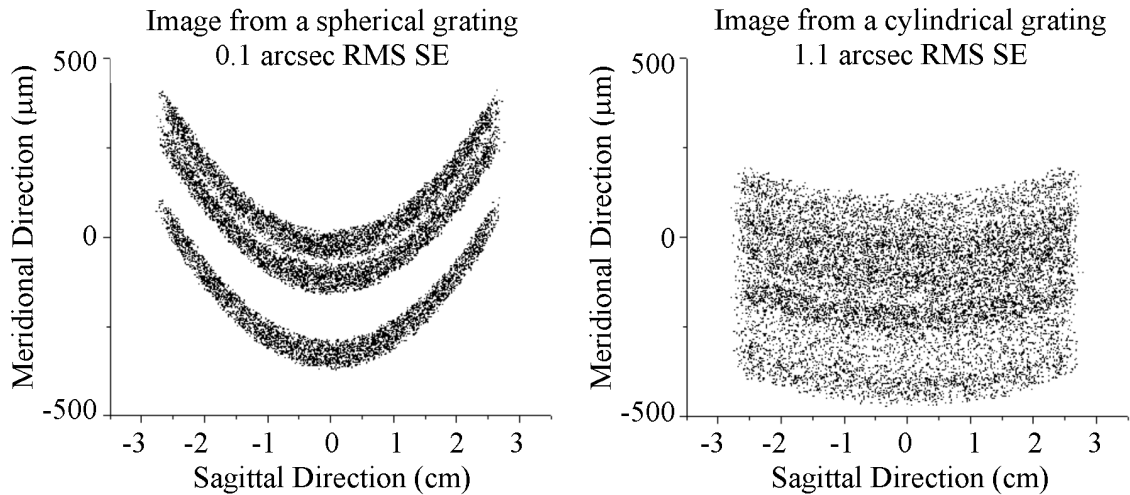 Image from a spherical grating
0.1 arcsec RMS SE
500
0
-500
Meridional Direction (μm)
-3 -2 -1 0 1 2 3
Sagittal Direction (cm)
Image from a cylindrical grating
1.1 arcsec RMS SE
500
0
-500
Meridional Direction (μm)
-3 -2 -1 0 1 2 3
Sagittal Direction (cm)